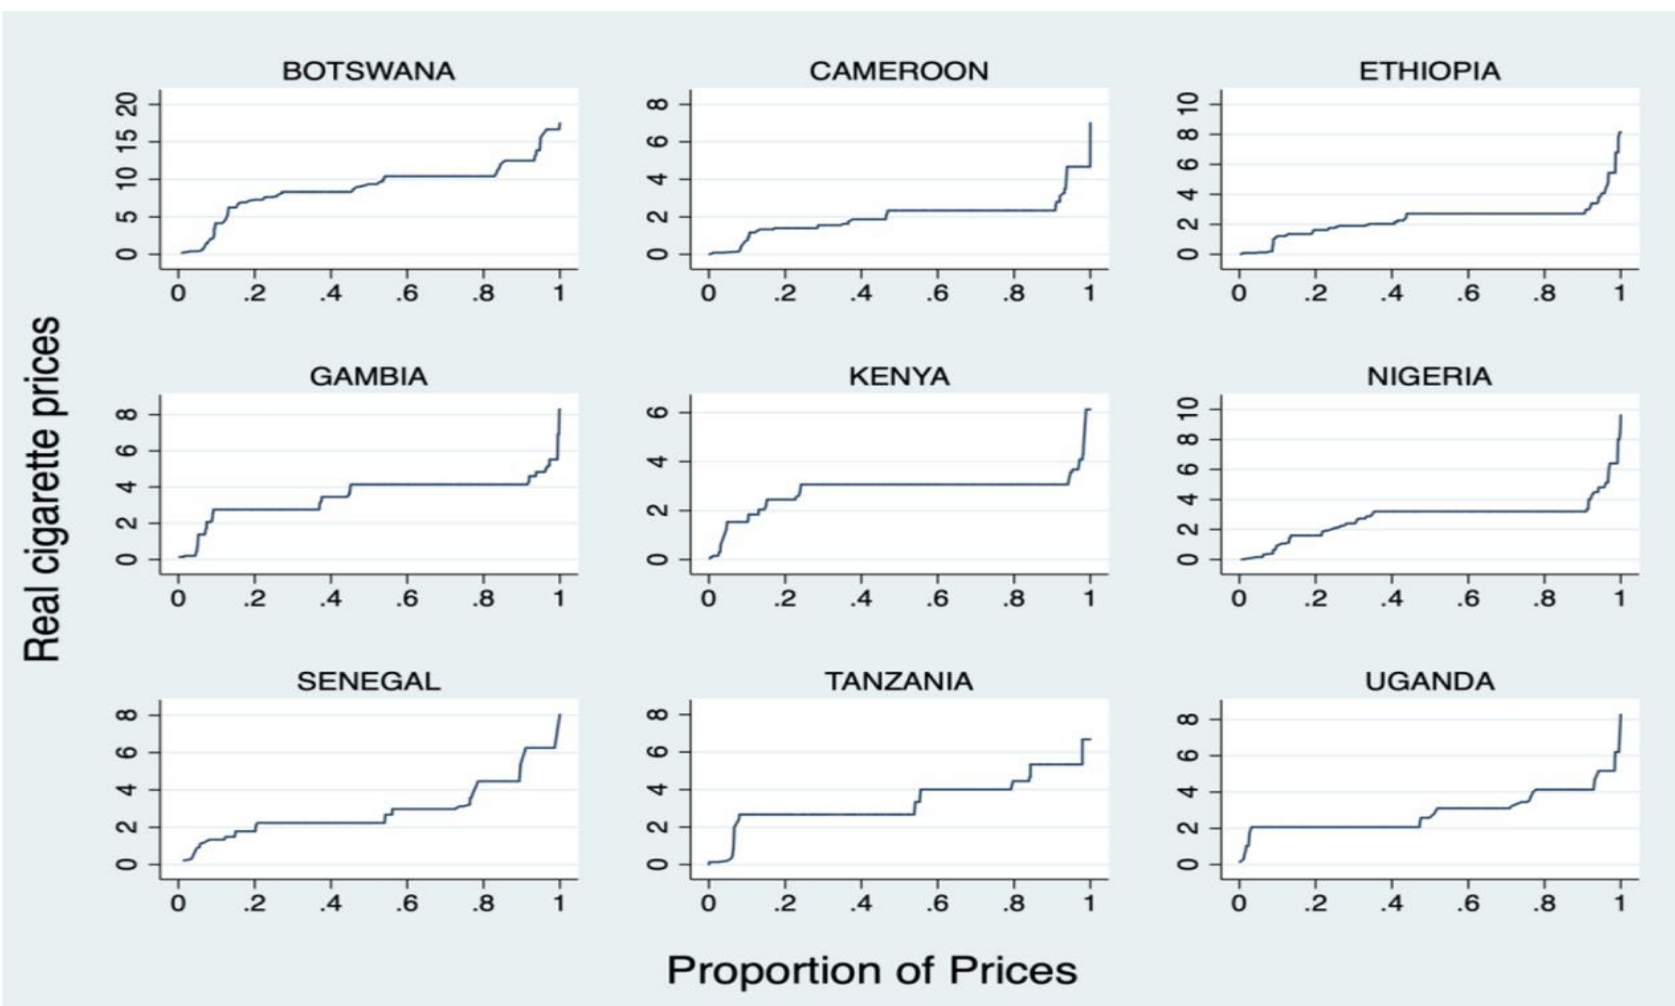 BOTSWANA
20
15
10
5
0
0 .2 .4 .6 .8 1
CAMEROON
8
6
4
2
0
0 .2 .4 .6 .8 1
ETHIOPIA
10
8
6
4
2
0
0 .2 .4 .6 .8 1
Real cigarette prices
GAMBIA
8
6
4
2
0
0 .2 .4 .6 .8 1
KENYA
6
4
2
0
0 .2 .4 .6 .8 1
NIGERIA
10
8
6
4
2
0
0 .2 .4 .6 .8 1
SENEGAL
8
6
4
2
0
0 .2 .4 .6 .8 1
TANZANIA
8
6
4
2
0
0 .2 .4 .6 .8 1
UGANDA
8
6
4
2
0
0 .2 .4 .6 .8 1
Proportion of Prices